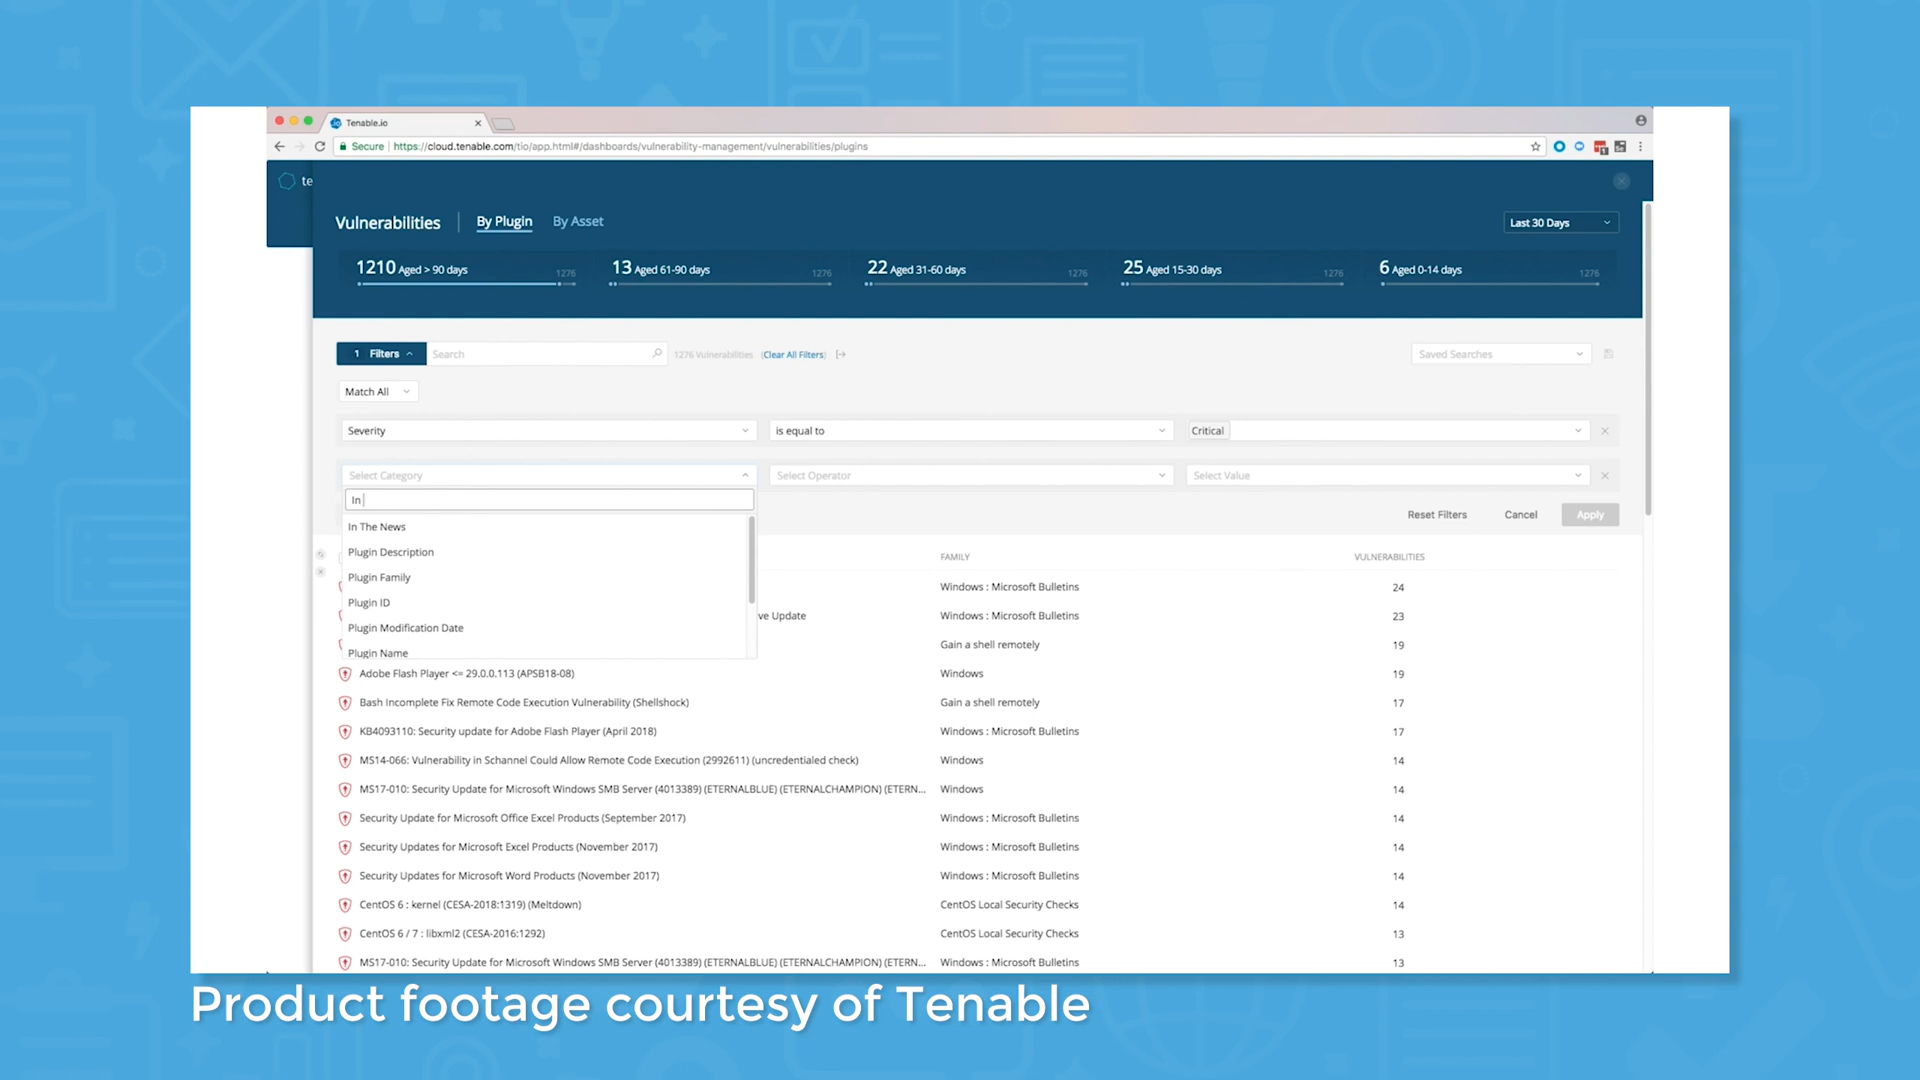 Tenable.io
Secure https://cloud.tenable.com/tio/app.html#/dashboards/vulnerability-management/vulnerabilities/plugins
te
Vulnerabilities By Plugin By Asset Last 30 Days
1210 Aged > 90 days 1276 13 Aged 61-90 days 1276 22 Aged 31-60 days 1276 25 Aged 15-30 days 1276 6 Aged 0-14 days 1276
1 Filters Search 1276 Vulnerabilities (Clear All Filters) Saved Searches
Match All
Severity is equal to Critical
Select Category Select Operator Select Value
In
In The News
Reset Filters Cancel Apply
Plugin Description
FAMILY VULNERABILITIES
Plugin Family
Windows : Microsoft Bulletins 24
Plugin ID
ve Update Windows : Microsoft Bulletins 23
Plugin Modification Date
Gain a shell remotely 19
Plugin Name
Adobe Flash Player <= 29.0.0.113 (APSB18-08) Windows 19
Bash Incomplete Fix Remote Code Execution Vulnerability (Shellshock) Gain a shell remotely 17
KB4093110: Security update for Adobe Flash Player (April 2018) Windows : Microsoft Bulletins 17
MS14-066: Vulnerability in Schannel Could Allow Remote Code Execution (2992611) (uncredentialed check) Windows 14
MS17-010: Security Update for Microsoft Windows SMB Server (4013389) (ETERNALBLUE) (ETERNALCHAMPION) (ETERN... Windows 14
Security Update for Microsoft Office Excel Products (September 2017) Windows : Microsoft Bulletins 14
Security Updates for Microsoft Excel Products (November 2017) Windows : Microsoft Bulletins 14
Security Updates for Microsoft Word Products (November 2017) Windows : Microsoft Bulletins 14
CentOS 6 : kernel (CESA-2018:1319) (Meltdown) CentOS Local Security Checks 14
CentOS 6 / 7 : libxml2 (CESA-2016:1292) CentOS Local Security Checks 13
MS17-010: Security Update for Microsoft Windows SMB Server (4013389) (ETERNALBLUE) (ETERNALCHAMPION) (ETERN... Windows : Microsoft Bulletins 13
Product footage courtesy of Tenable